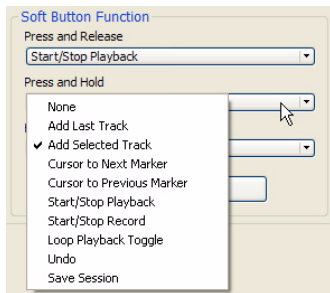 Soft Button Function
Press and Release
Start/Stop Playback
Press and Hold
None
Add Last Track
Add Selected Track
Cursor to Next Marker
Cursor to Previous Marker
Start/Stop Playback
Start/Stop Record
Loop Playback Toggle
Undo
Save Session